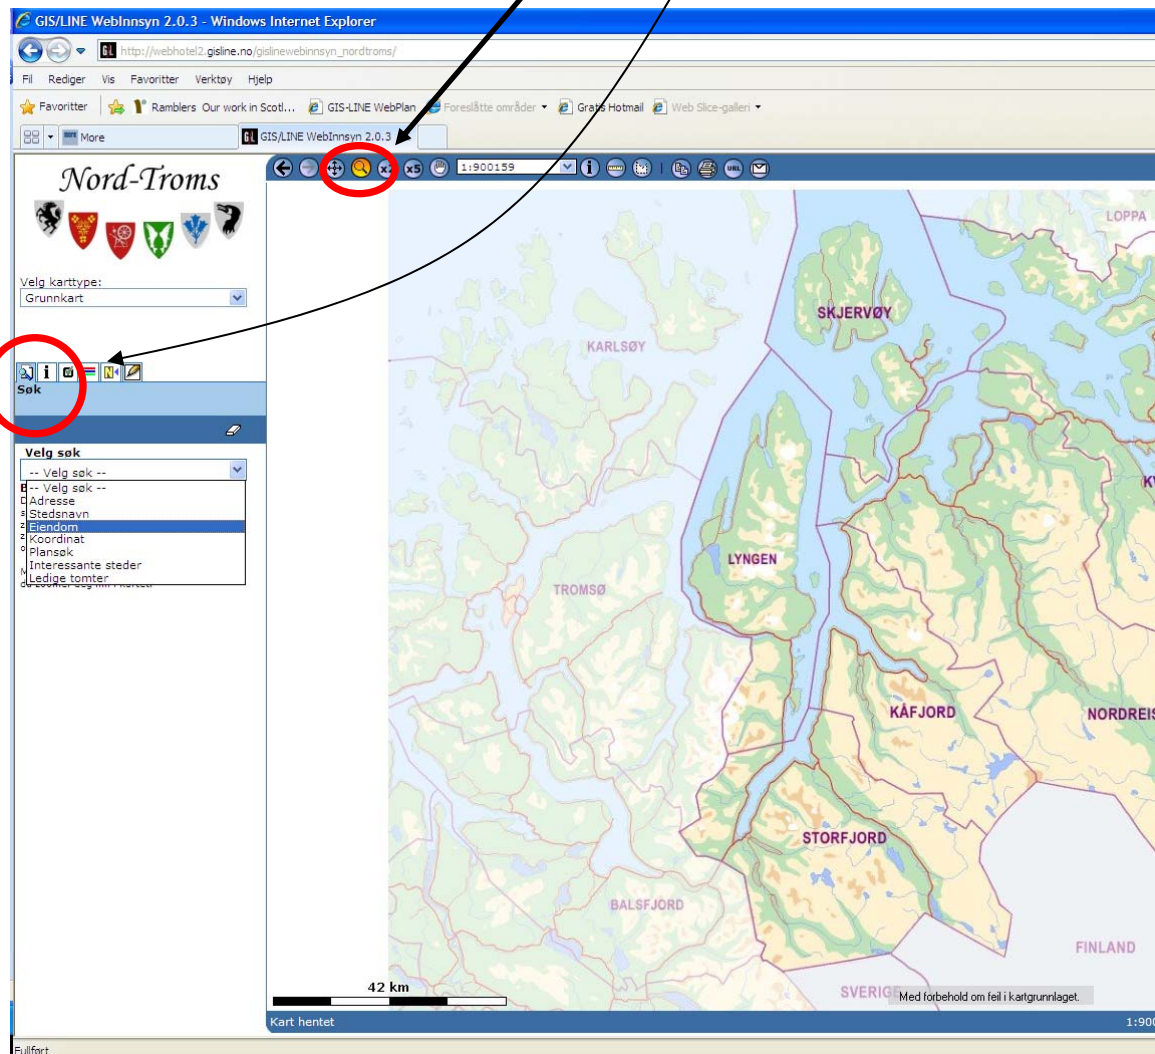 GIS/LINE WebInnsyn 2.0.3 - Windows Internet Explorer
http://webhotel2.gisline.no/gislinewebinnsyn_nordtroms/
Fil Rediger Vis Favoritter Verktøy Hjelp
Favoritter Ramblers Our work in Scotl... GIS-LINE WebPlan Foreslåtte områder Gratis Hotmail Web Slice-galleri
More GIS/LINE WebInnsyn 2.0.3
Nord-Troms
x5 1:900159 i URL
Velg karttype:
Grunnkart
i N
Søk
Velg søk
-- Velg søk --
-- Velg søk --
Adresse
Stedsnavn
Eiendom
Koordinat
Plansøk
Interessante steder
Ledige tomter
LOPPA
SKJERVØY
KARLSØY
LYNGEN
TROMSØ
KÅFJORD
STORFJORD
BALSFJORD
FINLAND
42 km
Med forbehold om feil i kartgrunnlaget.
Kart hentet
Fullført